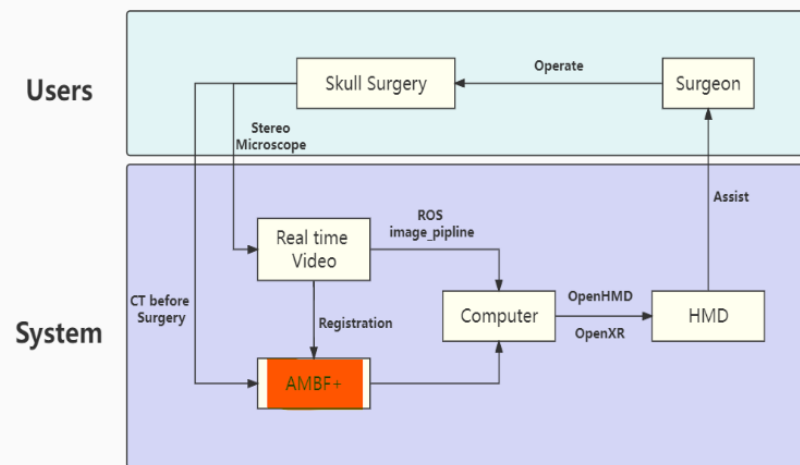 Users
Skull Surgery
Operate
Surgeon
Stereo
Microscope
Assist
System
Real time
Video
ROS
image_pipline
CT before
Surgery
Registration
Computer
OpenHMD
OpenXR
HMD
AMBF+